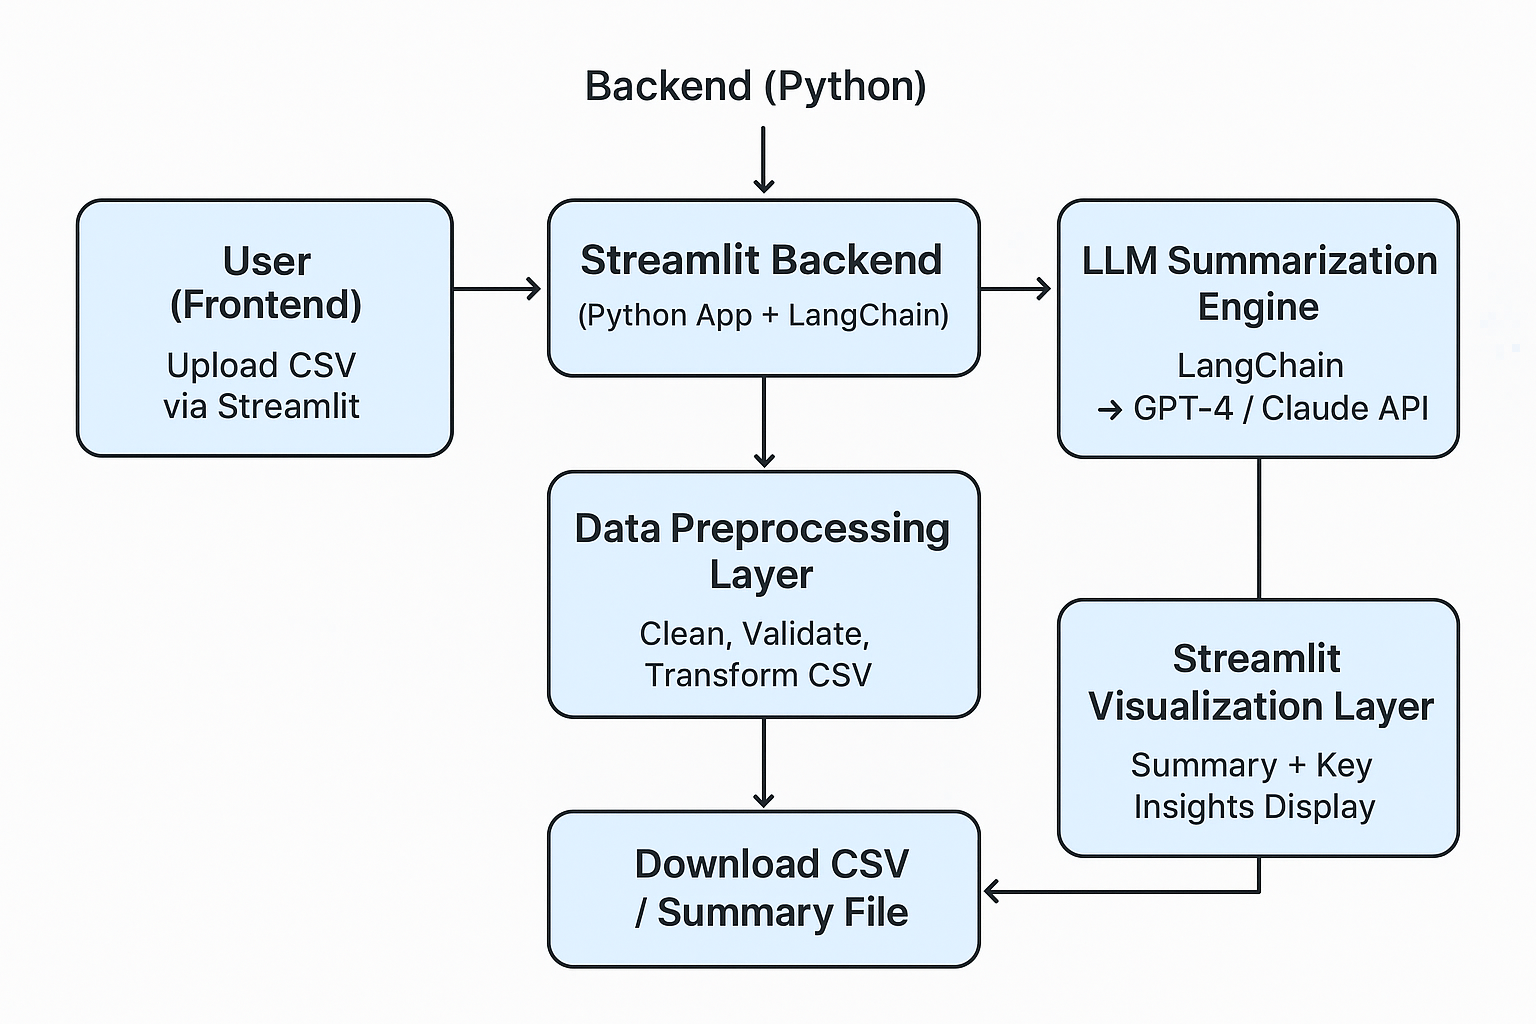 Backend (Python)
User
(Frontend)
Upload CSV
via Streamlit
Streamlit Backend
(Python App + LangChain)
LLM Summarization
Engine
LangChain
→ GPT-4 / Claude API
Data Preprocessing
Layer
Clean, Validate,
Transform CSV
Streamlit
Visualization Layer
Summary + Key
Insights Display
Download CSV
/ Summary File